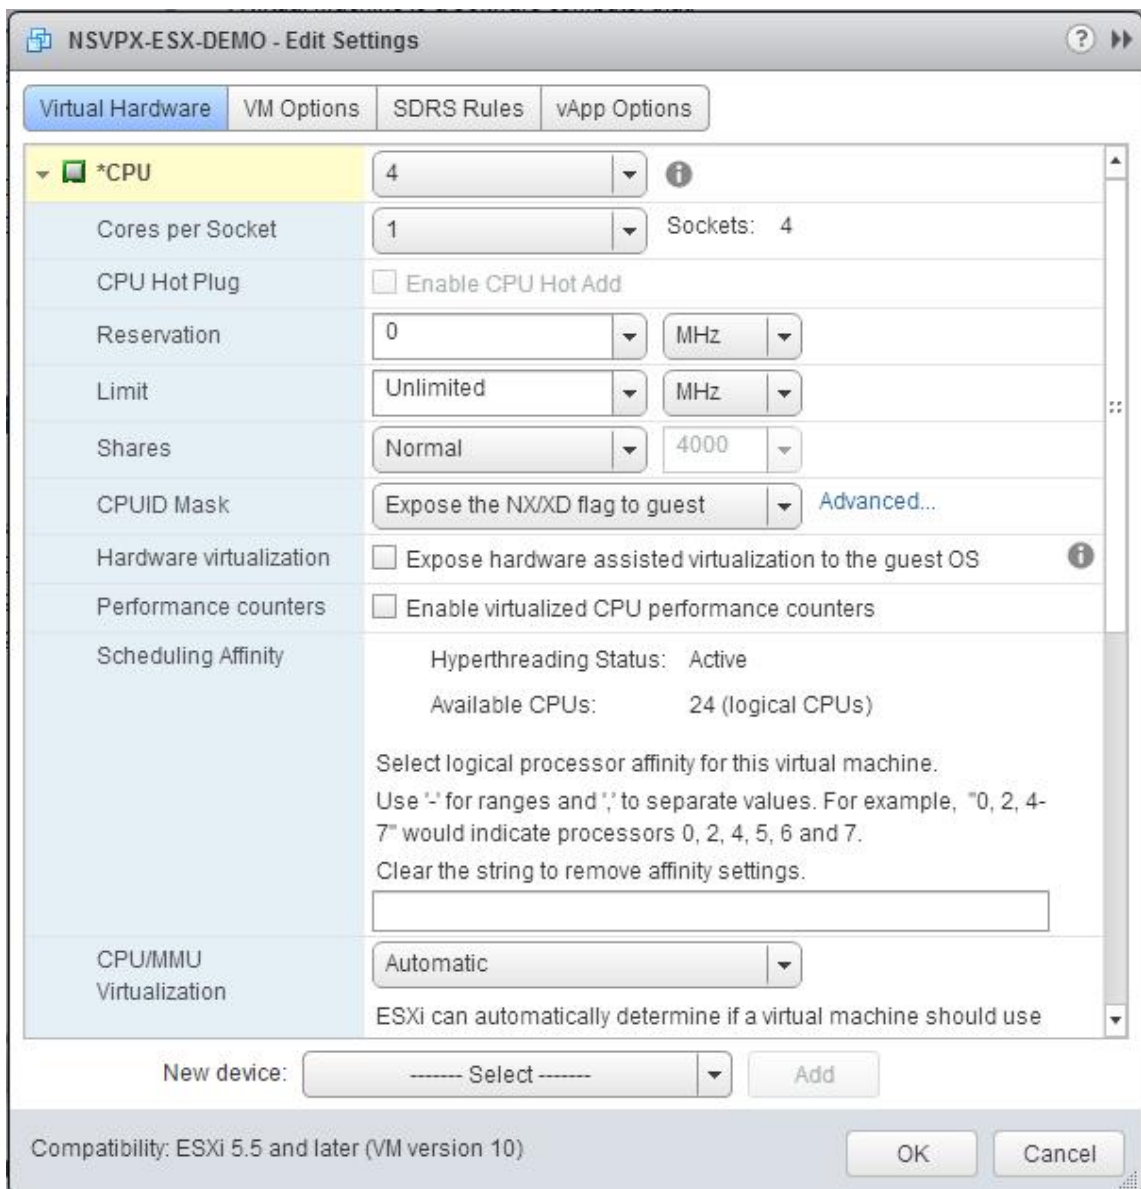 NSVPX-ESX-DEMO - Edit Settings
?
Virtual Hardware VM Options SDRS Rules vApp Options
*CPU 4
Cores per Socket 1 Sockets: 4
CPU Hot Plug Enable CPU Hot Add
Reservation 0 MHz
Limit Unlimited MHz
Shares Normal 4000
CPUID Mask Expose the NX/XD flag to guest Advanced...
Hardware virtualization Expose hardware assisted virtualization to the guest OS
Performance counters Enable virtualized CPU performance counters
Scheduling Affinity Hyperthreading Status: Active
Available CPUs: 24 (logical CPUs)
Select logical processor affinity for this virtual machine.
Use '-' for ranges and ',' to separate values. For example, "0, 2, 4-
7" would indicate processors 0, 2, 4, 5, 6 and 7.
Clear the string to remove affinity settings.
CPU/MMU
Virtualization
Automatic
ESXi can automatically determine if a virtual machine should use
New device: ------- Select ------- Add
Compatibility: ESXi 5.5 and later (VM version 10) OK Cancel